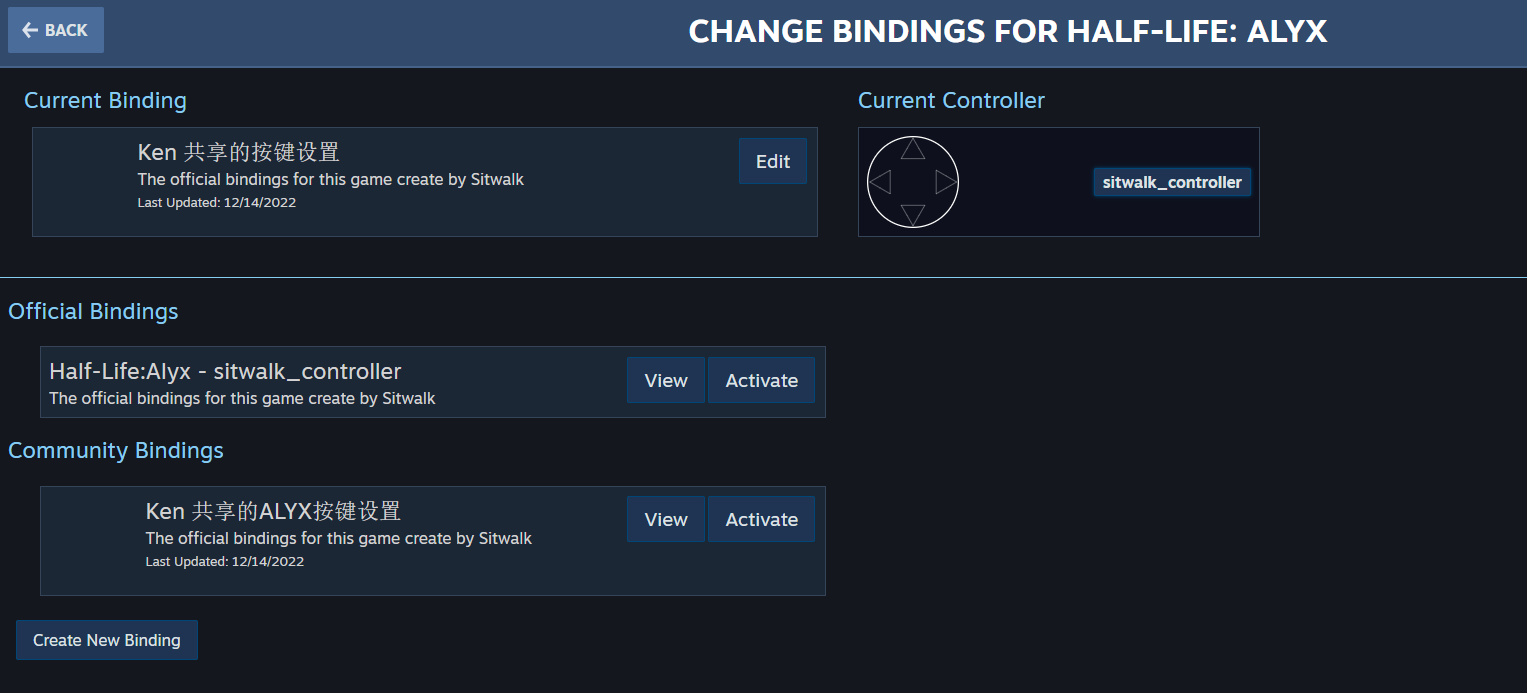 BACK
CHANGE BINDINGS FOR HALF-LIFE: ALYX
Current Binding
Ken 共享的按键设置
The official bindings for this game create by Sitwalk
Last Updated: 12/14/2022
Edit
Current Controller
sitwalk_controller
Official Bindings
Half-Life:Alyx - sitwalk_controller
The official bindings for this game create by Sitwalk
View
Activate
Community Bindings
Ken 共享的ALYX按键设置
The official bindings for this game create by Sitwalk
Last Updated: 12/14/2022
View
Activate
Create New Binding